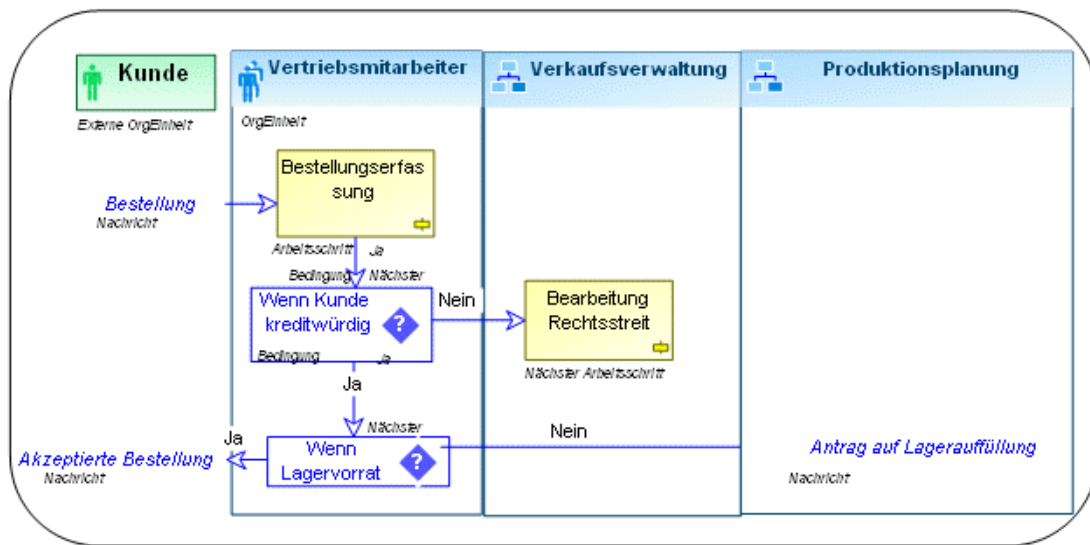 Kunde
Vertriebsmitarbeiter
Verkaufsverwaltung
Produktionsplanung
Externe OrgEinheit
OrgEinheit
Bestellungserfas
sung
Bestellung
Nachricht
Arbeitsschritt
Ja
Bedingung
Nächster
Wenn Kunde
kreditwürdig
Nein
Bearbeitung
Rechtsstreit
Bedingung
Ja
Nächster Arbeitsschritt
Ja
Nächster
Ja
Wenn
Lagervorrat
Nein
Akzeptierte Bestellung
Nachricht
Antrag auf Lagerauffüllung
Nachricht